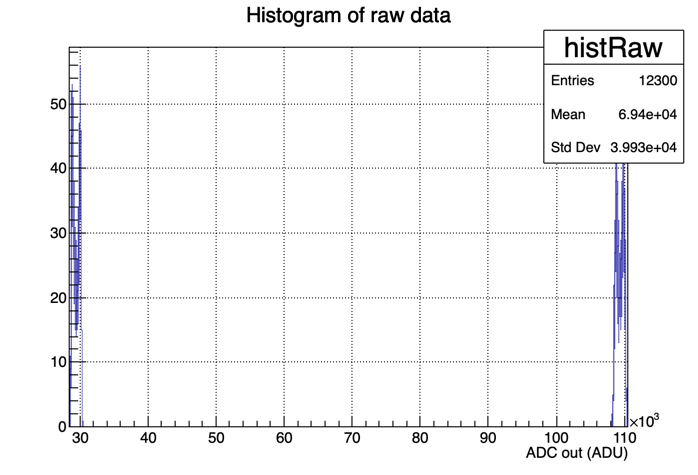 Histogram of raw data
histRaw
Entries 12300
Mean 6.94e+04
Std Dev 3.993e+04
50
40
30
20
10
0
30 40 50 60 70 80 90 100 110
×10³
ADC out (ADU)